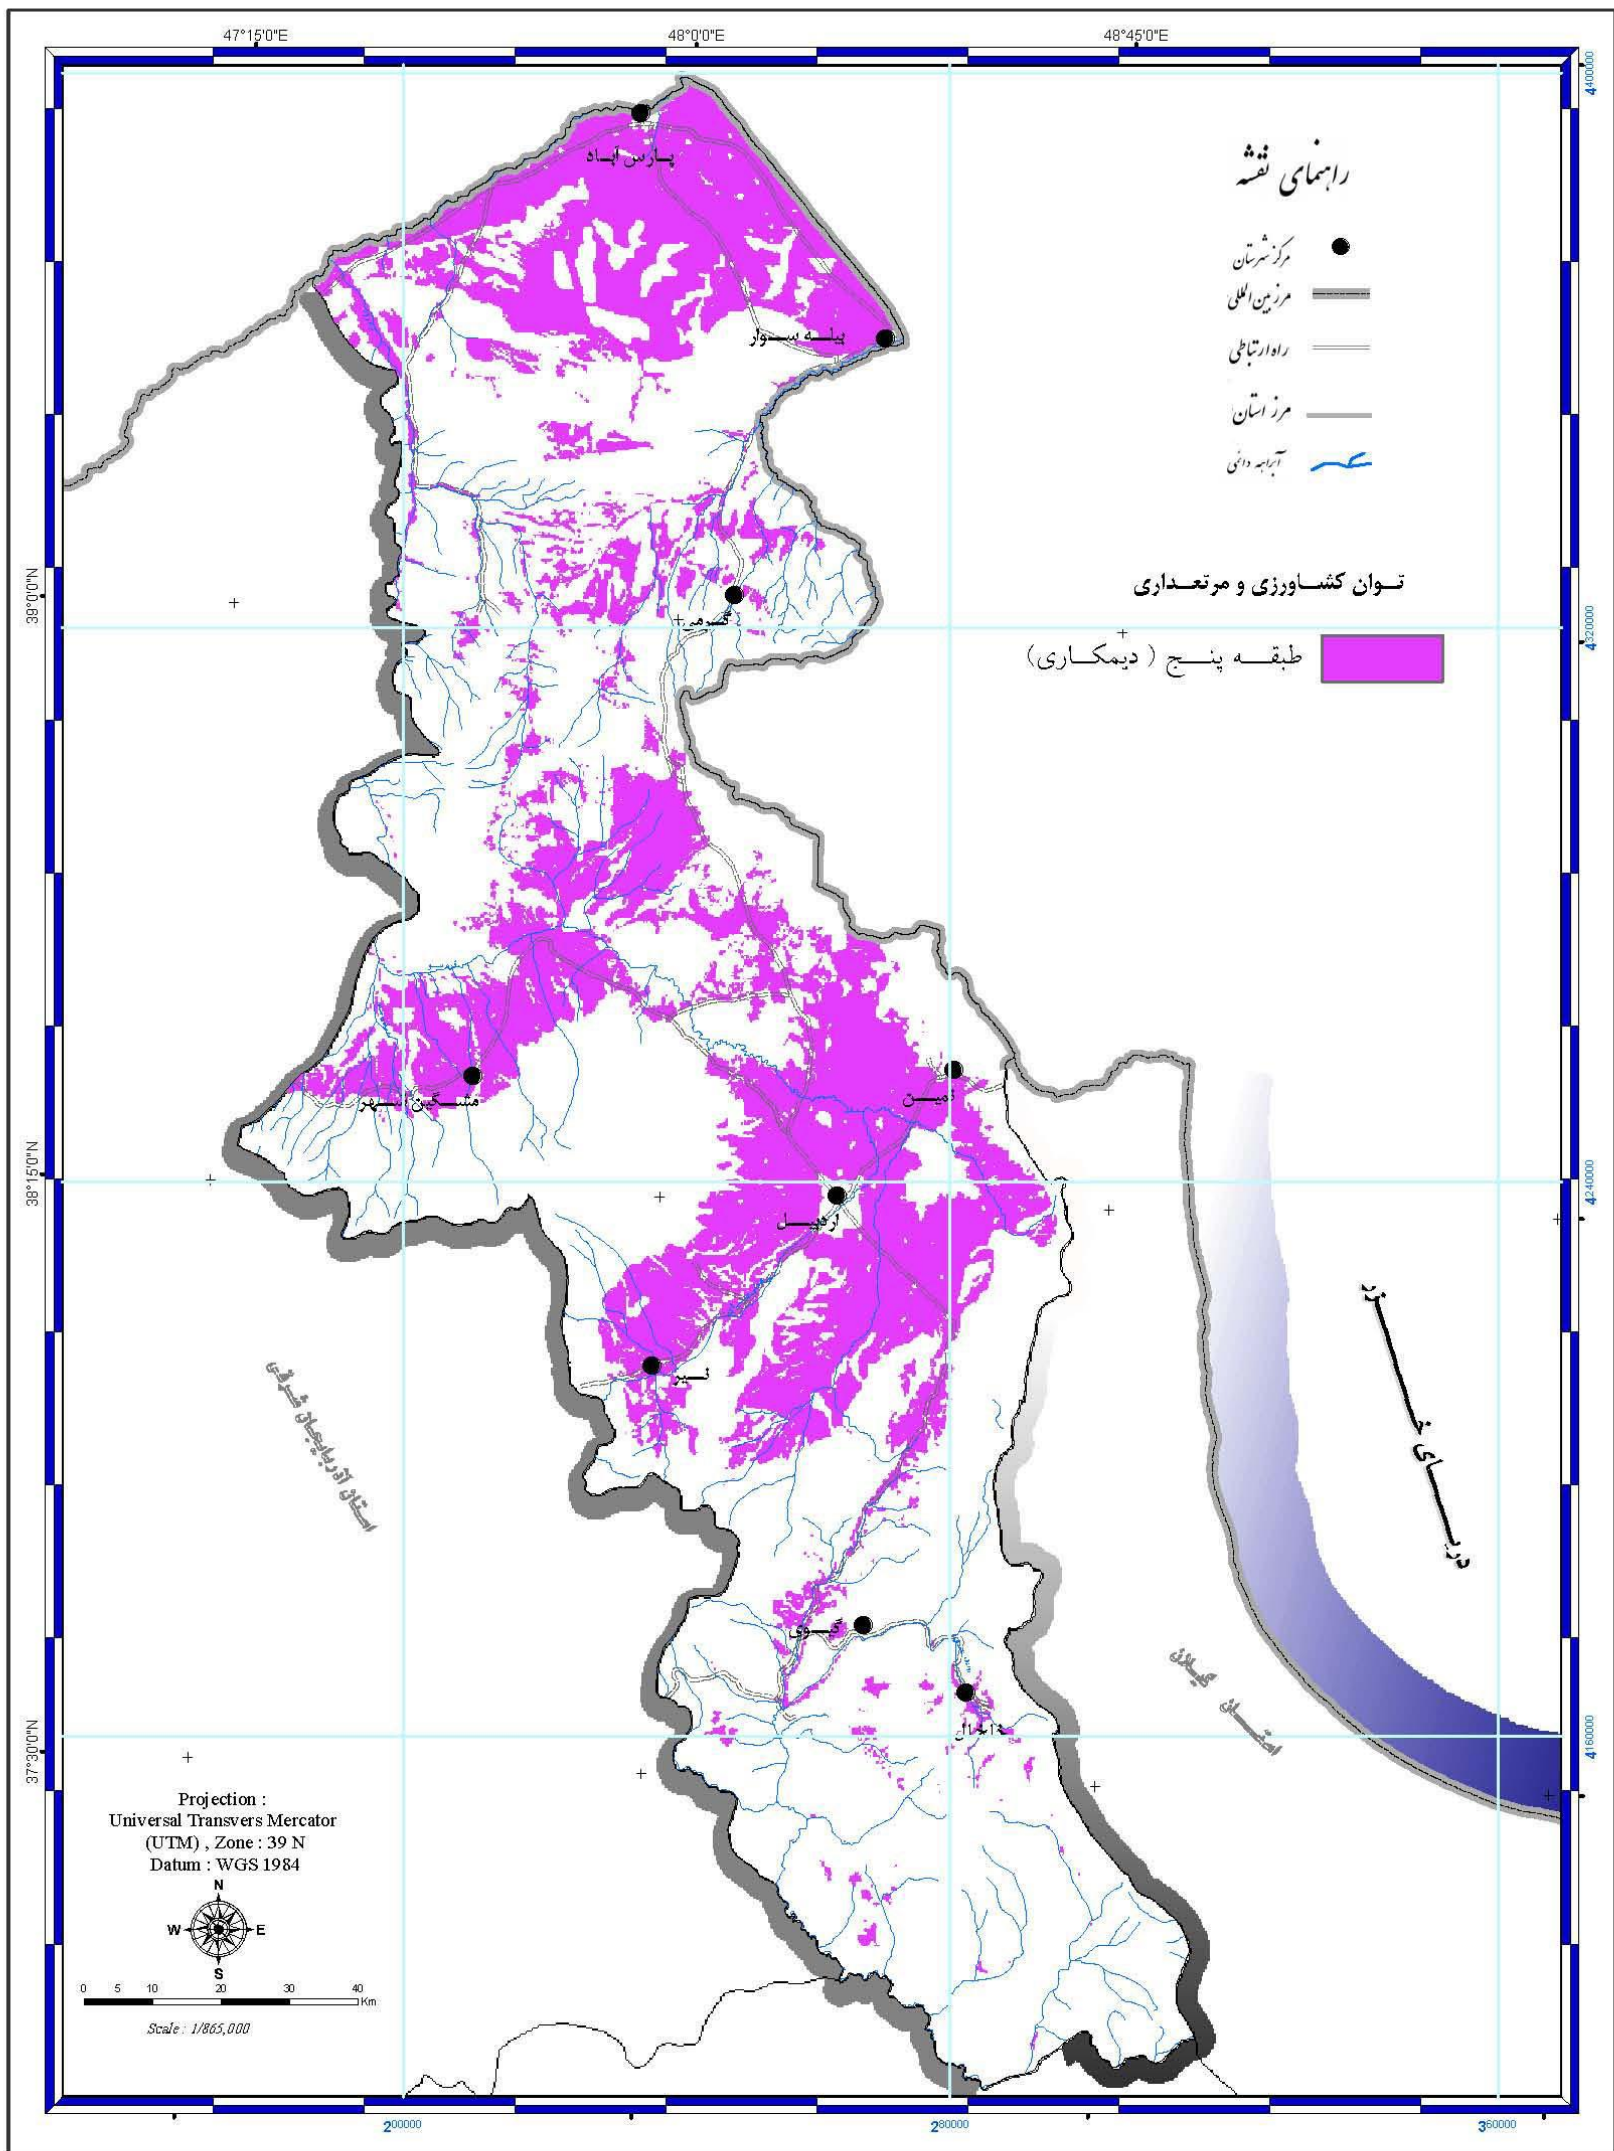 47°15'0"E
48°0'0"E
48°45'0"E
4400000
راهنمای نقشه
مرکز شهرستان
مرز بین المللی
راه ارتباطی
مرز استان
آبراهه دائمی
توان کشاورزی و مرتعداری
طبقه پنج ( دیمکاری)
پارس آباد
بیله سوار
گرمی
39°0'0"N
4320000
مشگین شهر
نمین
38°15'0"N
4240000
اردبیل
نیر
دریای خزر
استان آذربایجان شرقی
گیوی
استان گیلان
خلخال
37°30'0"N
4160000
Projection :
Universal Transvers Mercator
(UTM) , Zone : 39 N
Datum : WGS 1984
N
W E
S
0 5 10 20 30 40
Km
Scale : 1/865,000
200000
280000
360000